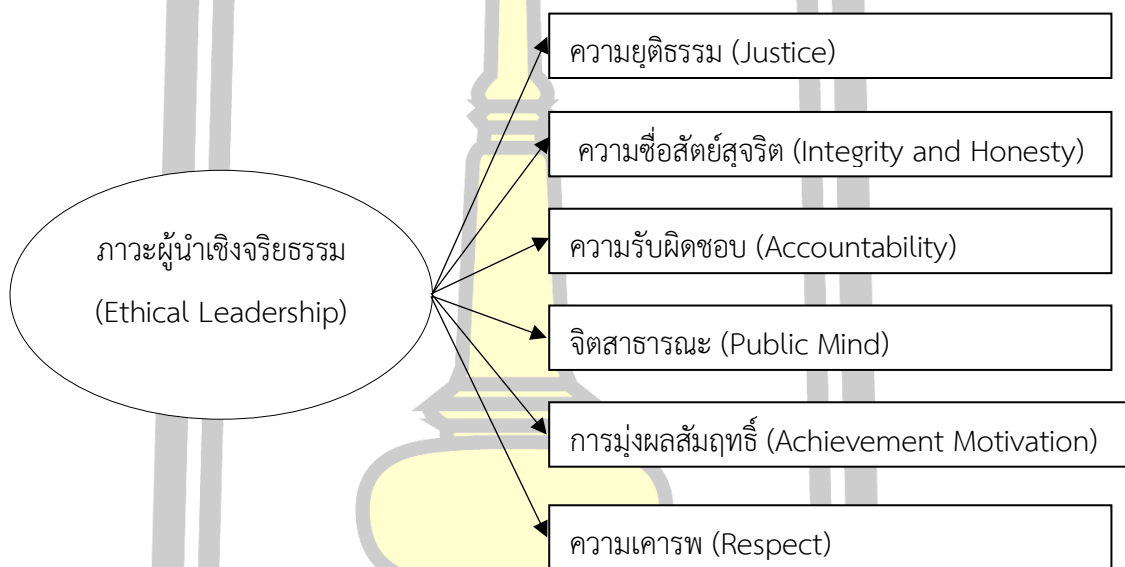 ความยุติธรรม (Justice)
ความซื่อสัตย์สุจริต (Integrity and Honesty)
ภาวะผู้นำเชิงจริยธรรม
(Ethical Leadership)
ความรับผิดชอบ (Accountability)
จิตสาธารณะ (Public Mind)
การมุ่งผลสัมฤทธิ์ (Achievement Motivation)
ความเคารพ (Respect)